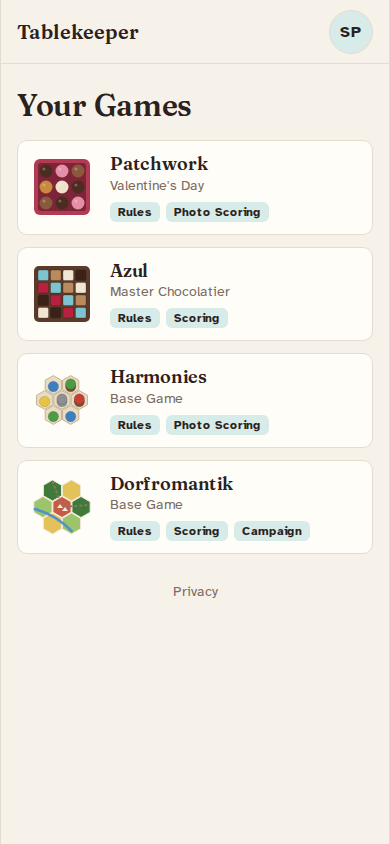 Tablekeeper
SP
Your Games
Patchwork
Valentine's Day
Rules Photo Scoring
Azul
Master Chocolatier
Rules Scoring
Harmonies
Base Game
Rules Photo Scoring
Dorfromantik
Base Game
Rules Scoring Campaign
Privacy